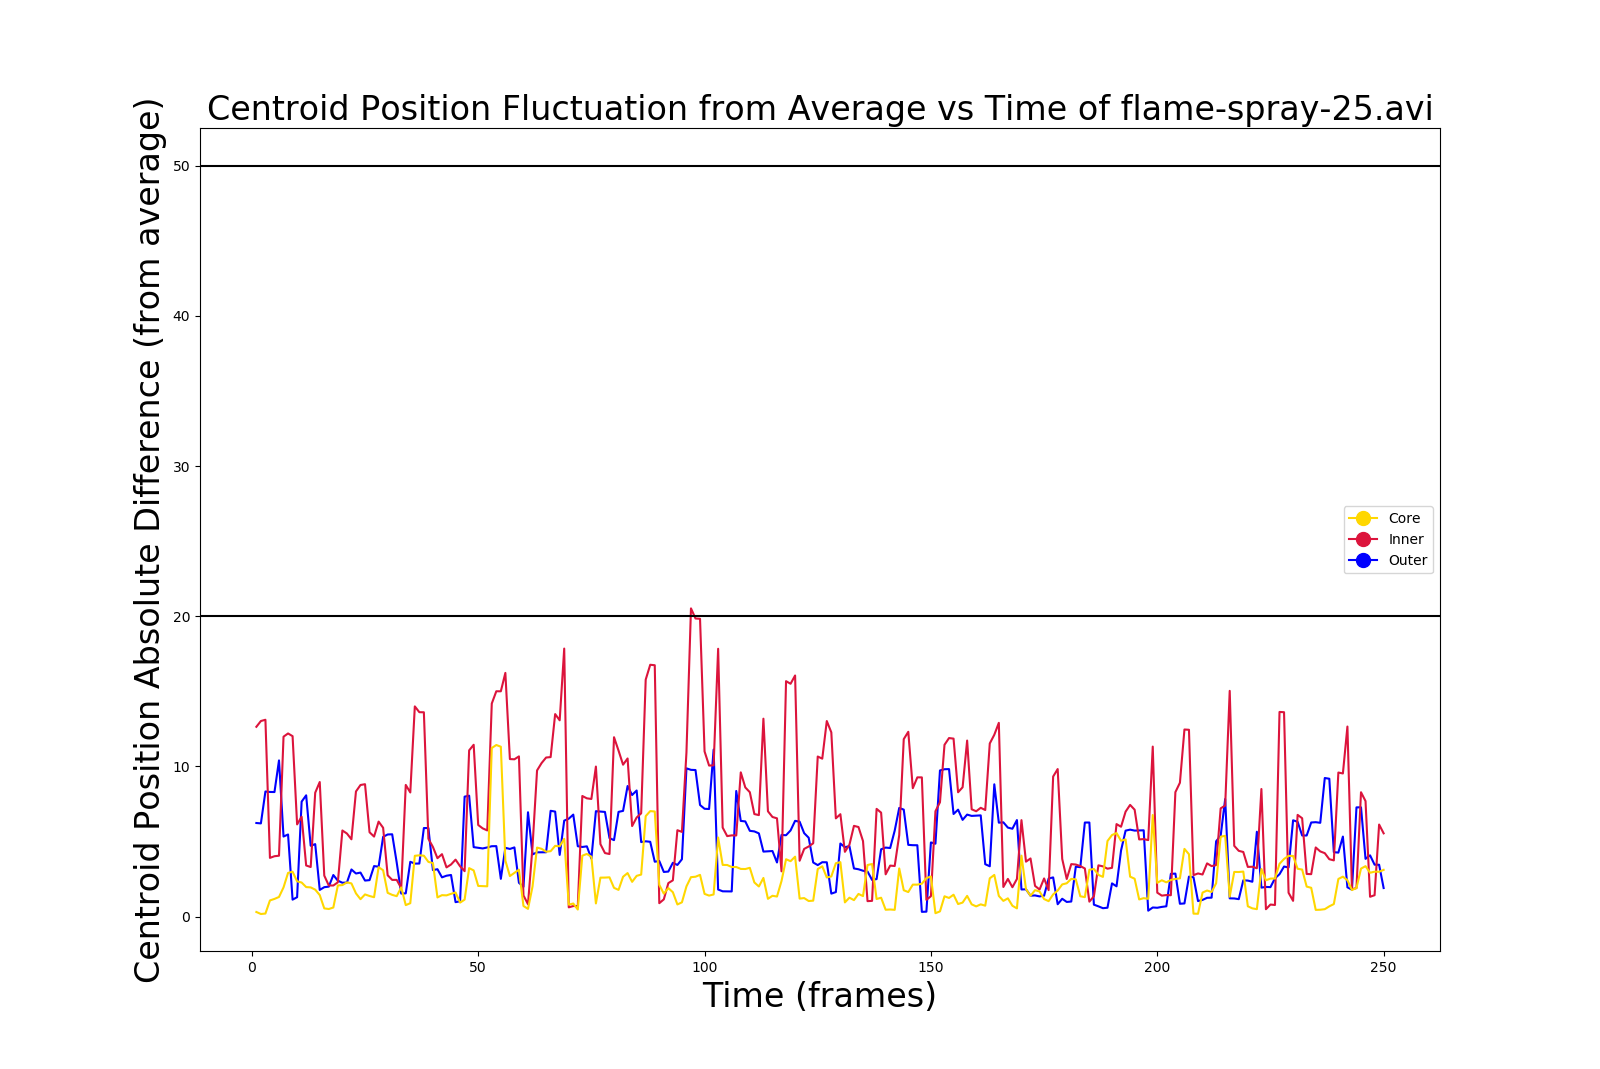 Centroid Position Fluctuation from Average vs Time of flame-spray-25.avi
Centroid Position Absolute Difference (from average)
50
40
30
20
10
0
Core
Inner
Outer
0 50 100 150 200 250
Time (frames)